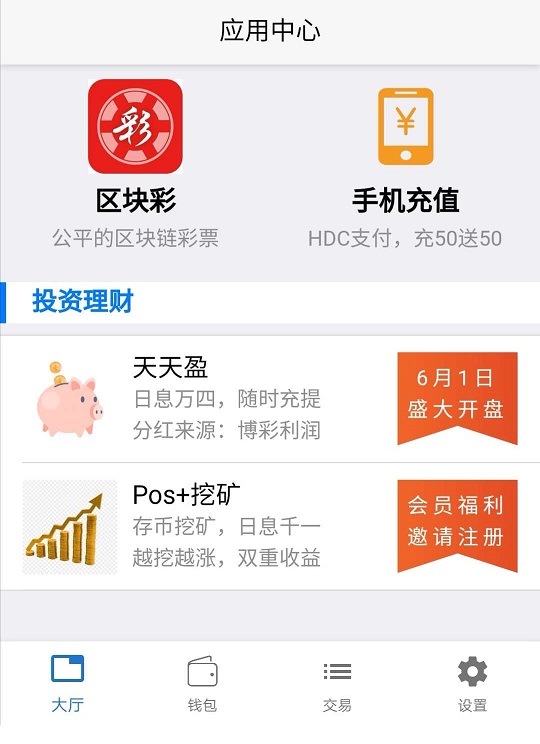 应用中心
彩
区块彩
公平的区块链彩票
¥
手机充值
HDC支付，充50送50
投资理财
天天盈
日息万四，随时充提
分红来源：博彩利润
6月1日
盛大开盘
Pos+挖矿
存币挖矿，日息千一
越挖越涨，双重收益
会员福利
邀请注册
大厅
钱包
交易
设置